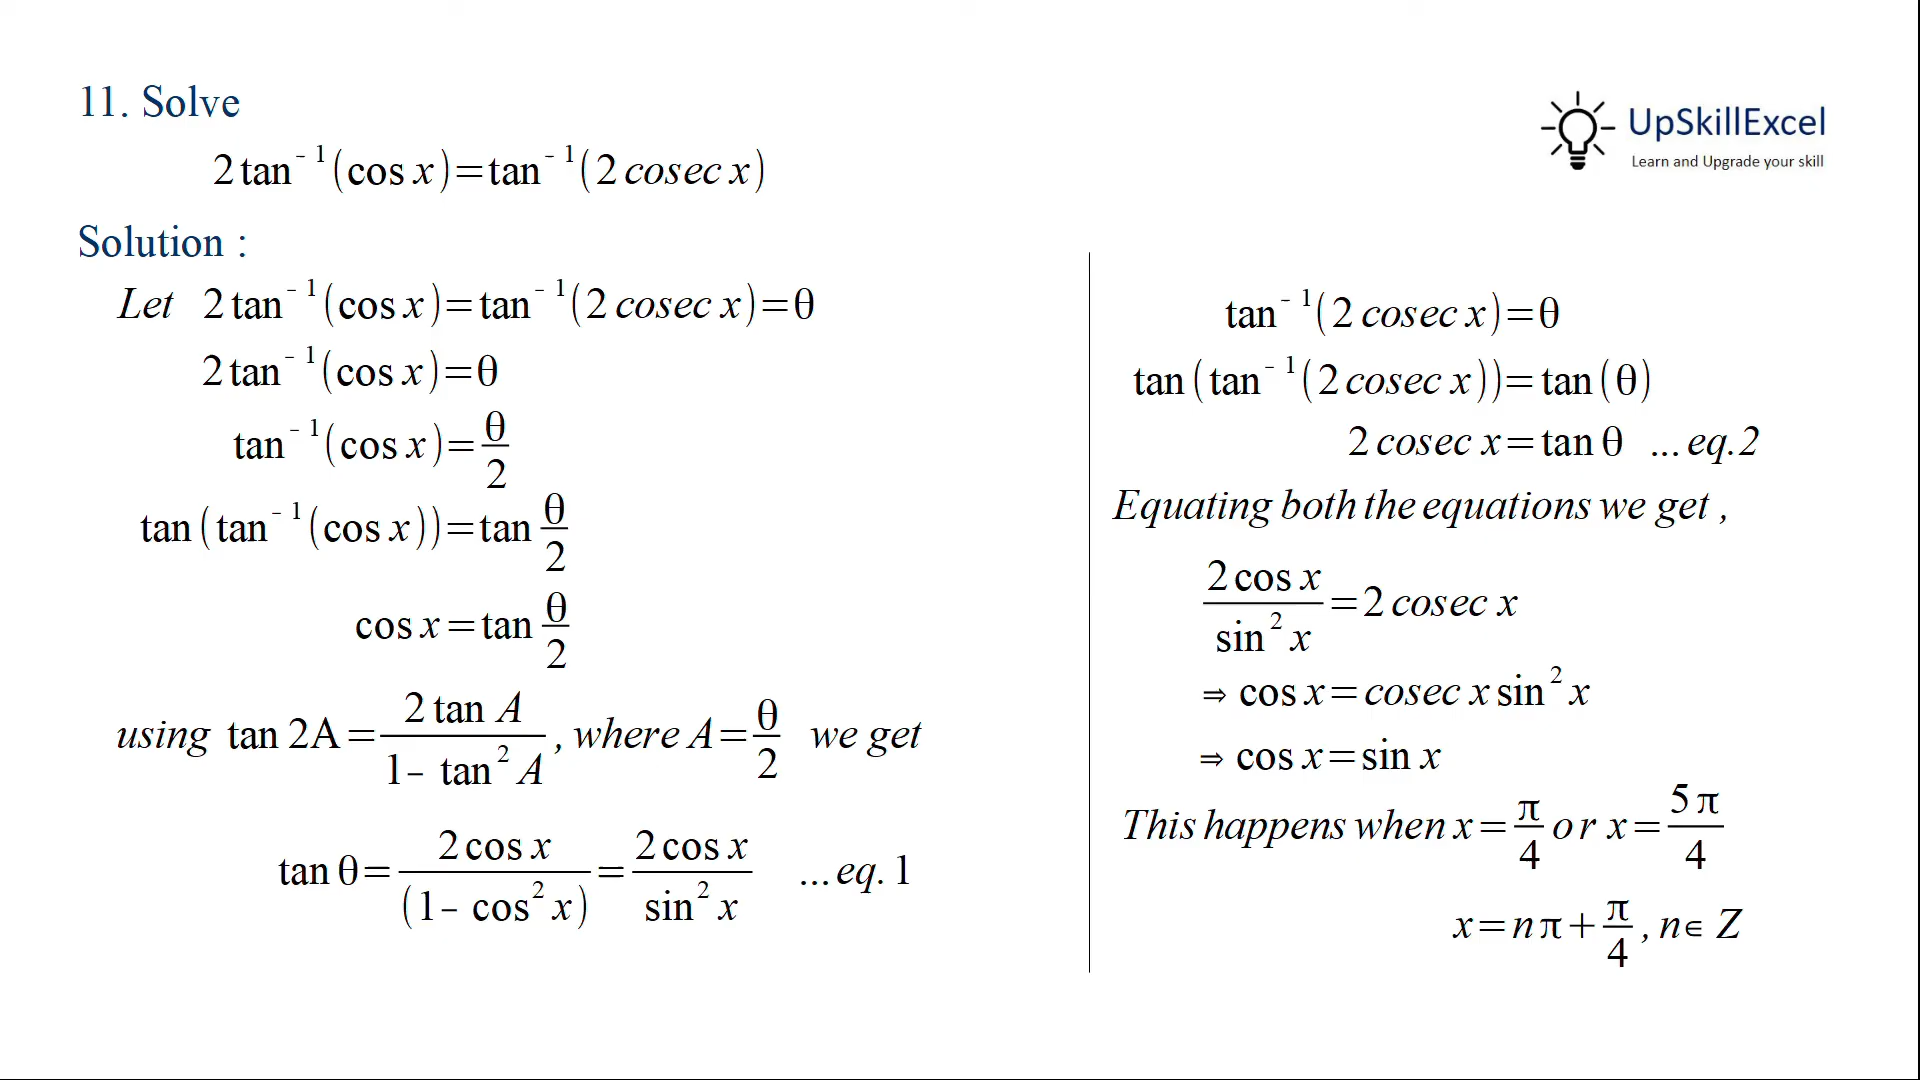 11. Solve
2 tan⁻¹(cos x)=tan⁻¹(2 cosec x)
UpSkillExcel
Learn and Upgrade your skill
Solution :
Let 2 tan⁻¹(cos x)=tan⁻¹(2 cosec x)=θ
2 tan⁻¹(cos x)=θ
tan⁻¹(cos x)=θ/2
tan(tan⁻¹(cos x))=tan θ/2
cos x=tan θ/2
using tan 2A=2 tan A/(1- tan² A), where A=θ/2 we get
tan θ=2 cos x/(1- cos² x)=2 cos x/sin² x ...eq. 1
tan⁻¹(2 cosec x)=θ
tan(tan⁻¹(2 cosec x))=tan(θ)
2 cosec x=tan θ ...eq.2
Equating both the equations we get ,
2 cos x/sin² x=2 cosec x
⇒ cos x=cosec x sin² x
⇒ cos x=sin x
This happens when x=π/4 or x=5π/4
x=nπ+π/4, n∈ Z